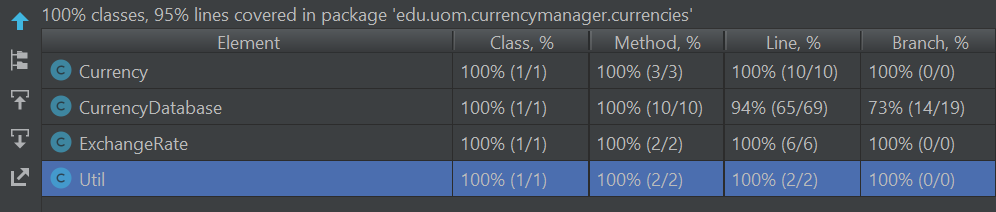 100% classes, 95% lines covered in package 'edu.uom.currencymanager.currencies'
Element Class, % Method, % Line, % Branch, %
C Currency 100% (1/1) 100% (3/3) 100% (10/10) 100% (0/0)
C CurrencyDatabase 100% (1/1) 100% (10/10) 94% (65/69) 73% (14/19)
C ExchangeRate 100% (1/1) 100% (2/2) 100% (6/6) 100% (0/0)
C Util 100% (1/1) 100% (2/2) 100% (2/2) 100% (0/0)